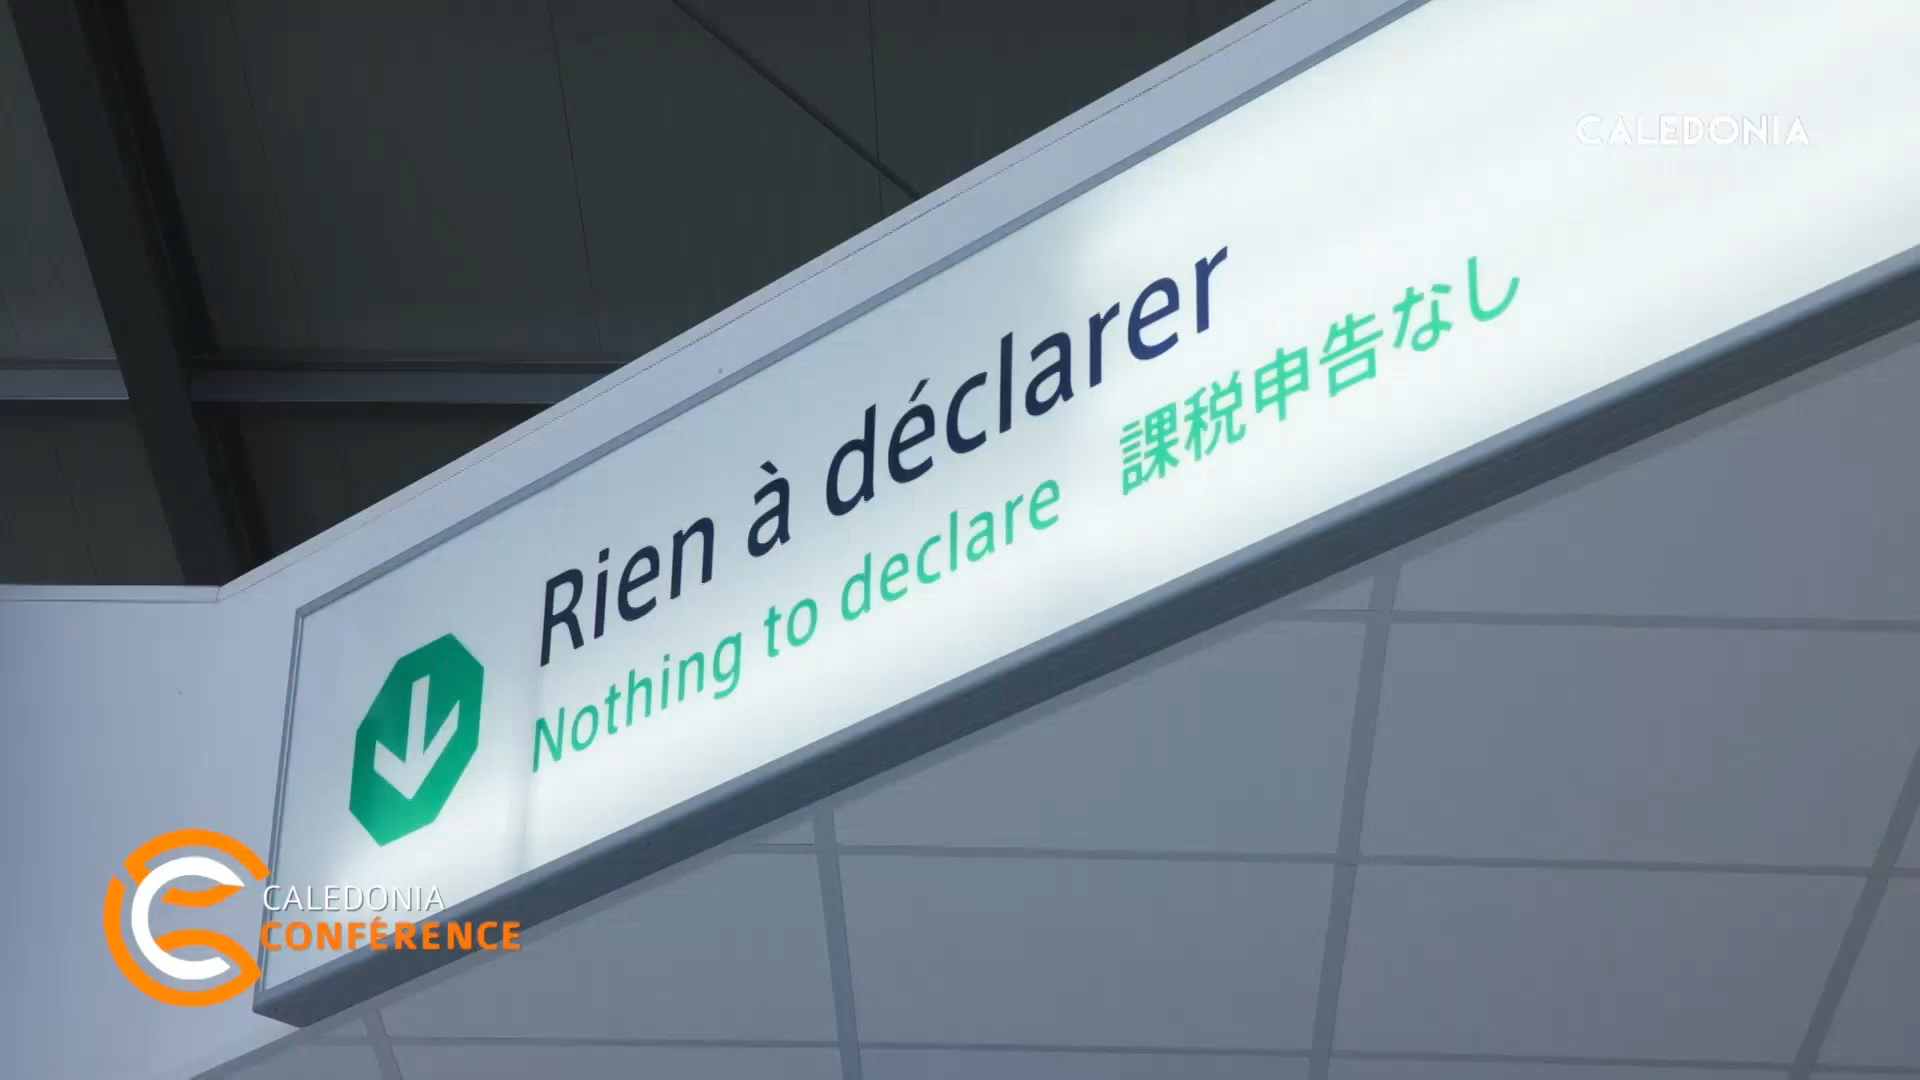 CALEDONIA
Rien à déclarer
Nothing to declare 課税申告なし
CALEDONIA
CONFÉRENCE